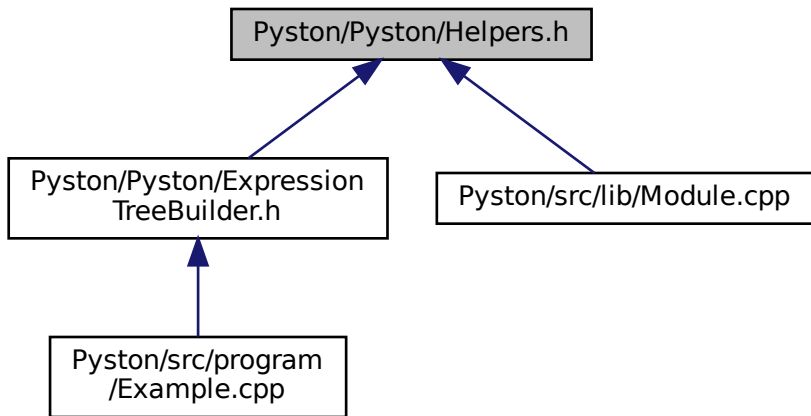 Pyston/Pyston/Helpers.h
Pyston/Pyston/Expression
TreeBuilder.h
Pyston/src/lib/Module.cpp
Pyston/src/program
/Example.cpp